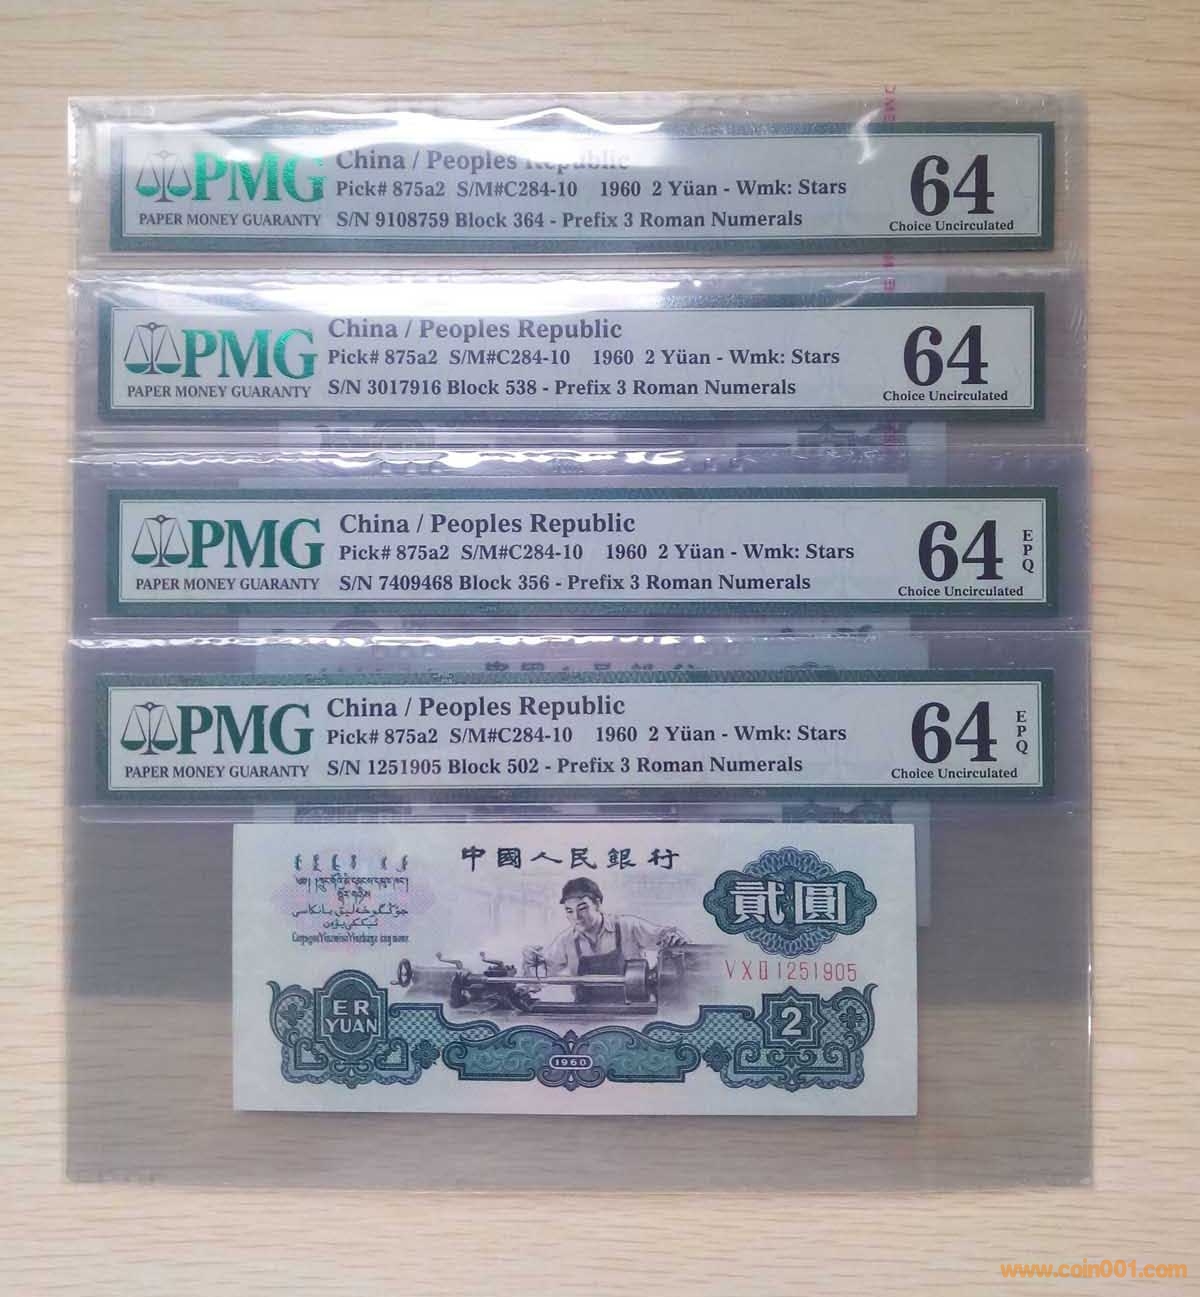 PMG
PAPER MONEY GUARANTY
China / Peoples Republic
Pick# 875a2 S/M#C284-10 1960 2 Yüan - Wmk: Stars
S/N 9108759 Block 364 - Prefix 3 Roman Numerals
64
Choice Uncirculated
PMG
PAPER MONEY GUARANTY
China / Peoples Republic
Pick# 875a2 S/M#C284-10 1960 2 Yüan - Wmk: Stars
S/N 3017916 Block 538 - Prefix 3 Roman Numerals
64
Choice Uncirculated
PMG
PAPER MONEY GUARANTY
China / Peoples Republic
Pick# 875a2 S/M#C284-10 1960 2 Yüan - Wmk: Stars
S/N 7409468 Block 356 - Prefix 3 Roman Numerals
64
EPQ
Choice Uncirculated
PMG
PAPER MONEY GUARANTY
China / Peoples Republic
Pick# 875a2 S/M#C284-10 1960 2 Yüan - Wmk: Stars
S/N 1251905 Block 502 - Prefix 3 Roman Numerals
64
EPQ
Choice Uncirculated
中國人民銀行
貳圓
VXII 1251905
ER
YUAN
2
1960
www.coin001.com